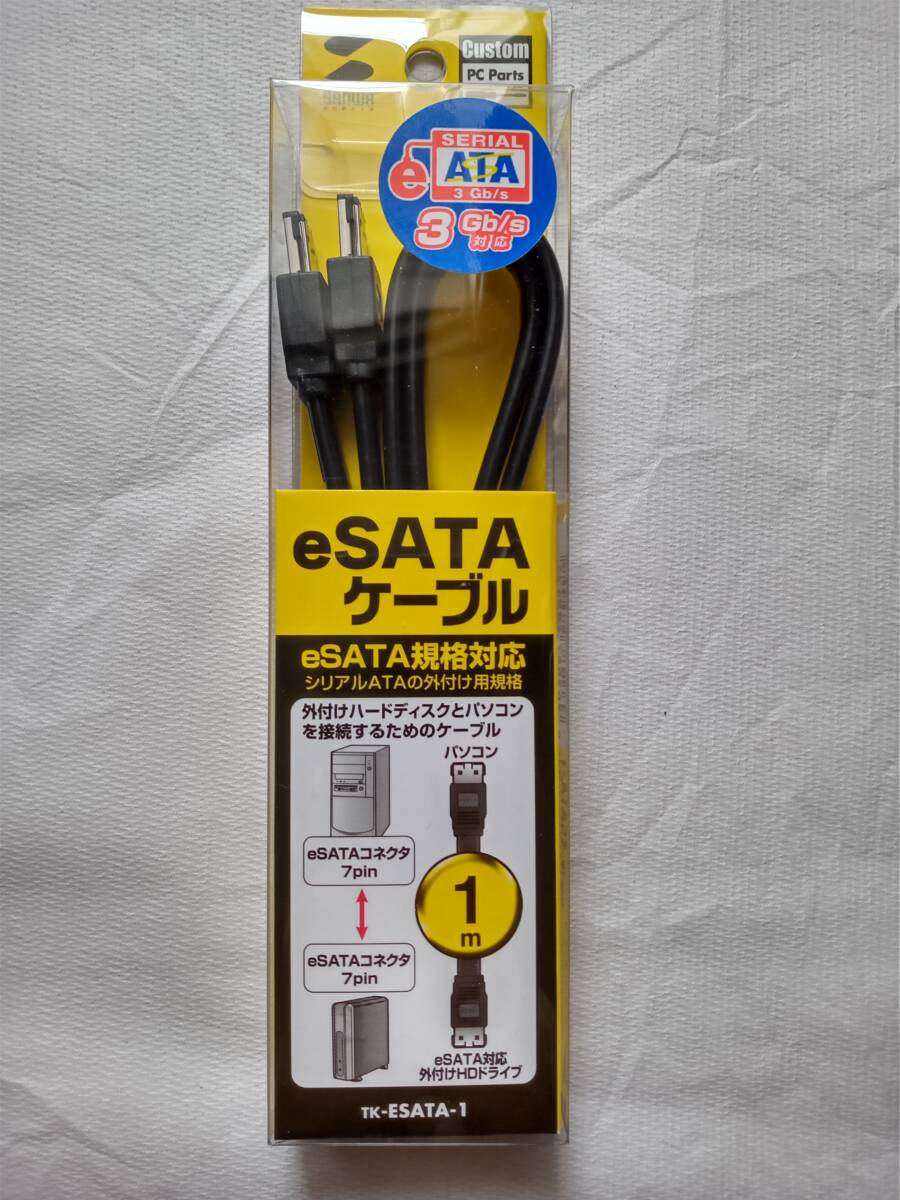 Custom
PC Parts
SANWA
SERIAL
e ATA
3 Gb/s
3 Gb/s
対応
eSATA
ケーブル
eSATA規格対応
シリアルATAの外付け用規格
外付けハードディスクとパソコン
を接続するためのケーブル
パソコン
eSATAコネクタ
7pin
1
m
eSATAコネクタ
7pin
eSATA対応
外付けHDドライブ
TK-ESATA-1